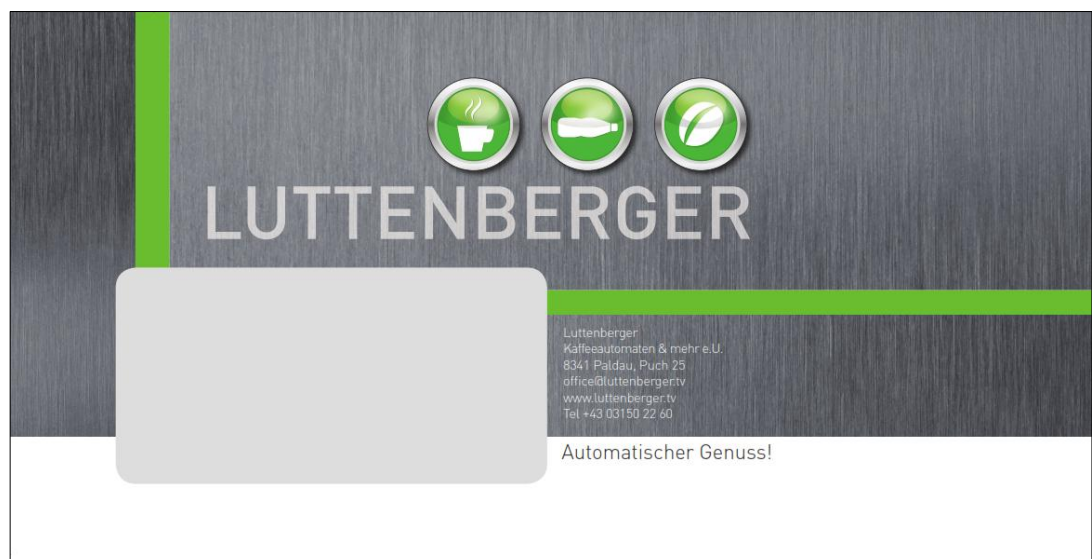 LUTTENBERGER
Luttenberger
Kaffeeautomaten & mehr e.U.
8341 Paldau, Puch 25
office@luttenberger.tv
www.luttenberger.tv
Tel +43 03150 22 60
Automatischer Genuss!